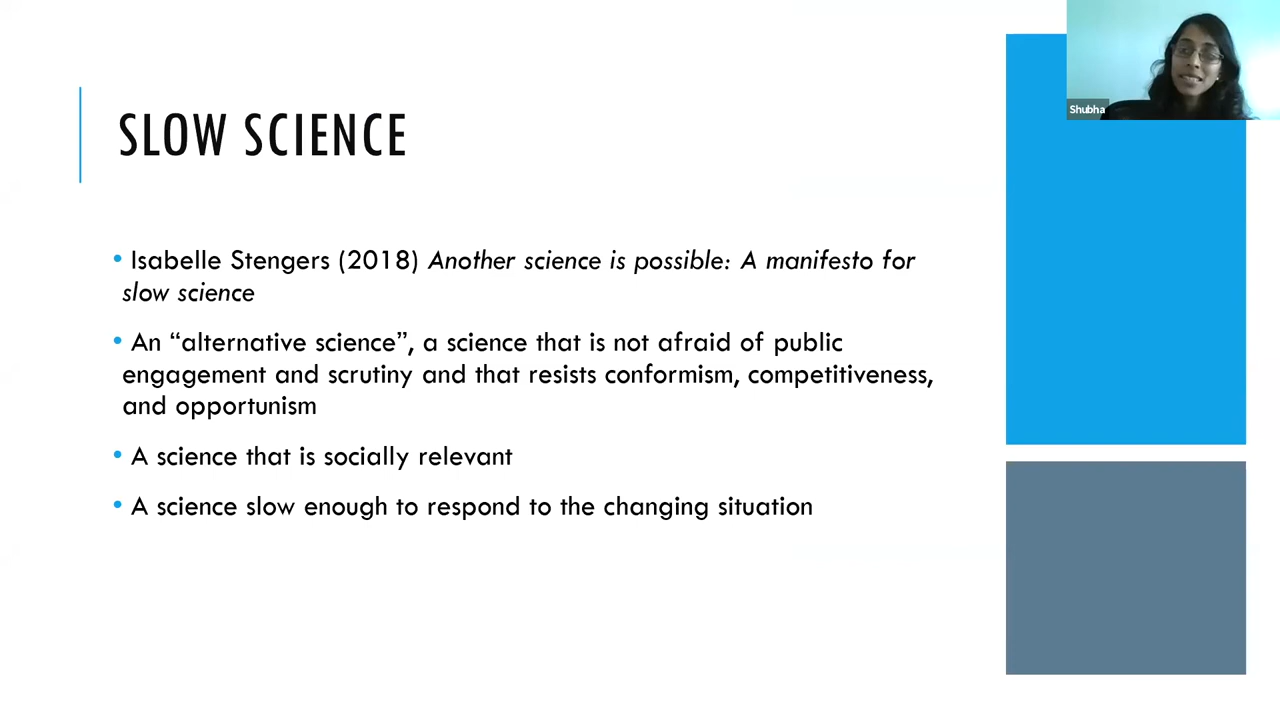 Shubha
SLOW SCIENCE
• Isabelle Stengers (2018) Another science is possible: A manifesto for
slow science
• An “alternative science”, a science that is not afraid of public
engagement and scrutiny and that resists conformism, competitiveness,
and opportunism
• A science that is socially relevant
• A science slow enough to respond to the changing situation